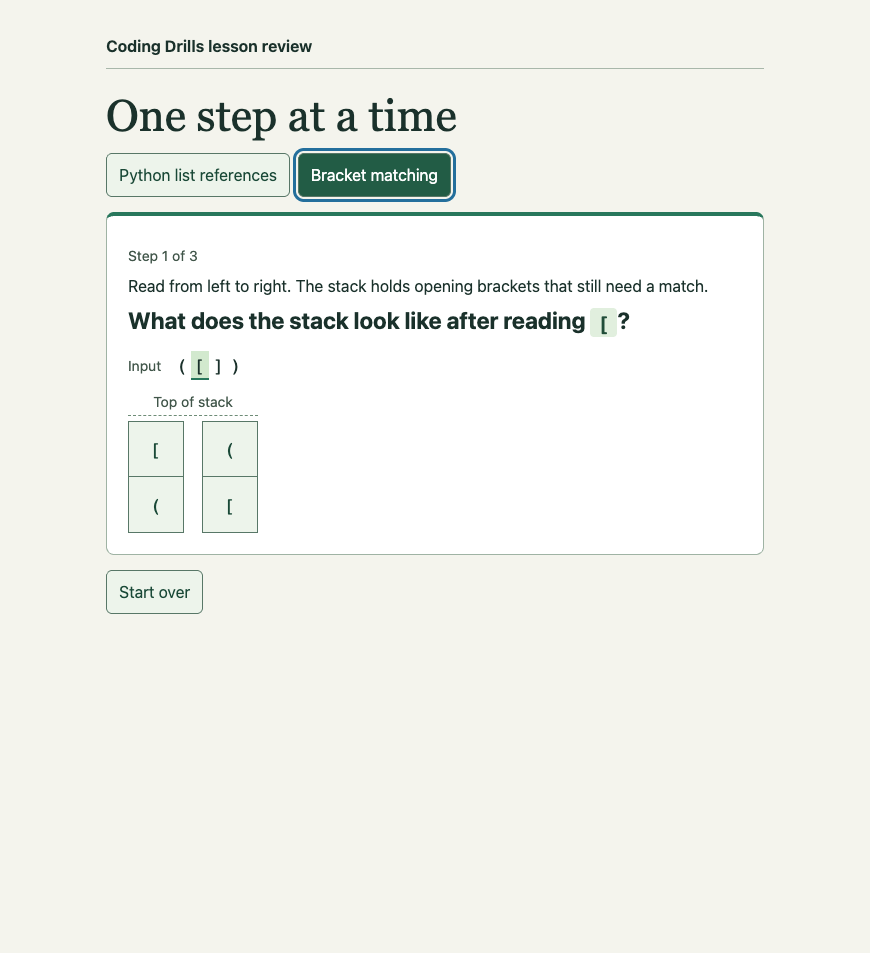 Coding Drills lesson review
One step at a time
Python list references Bracket matching
Step 1 of 3
Read from left to right. The stack holds opening brackets that still need a match.
What does the stack look like after reading [?
Input ( [ ] )
Top of stack
[ (
( [
Start over